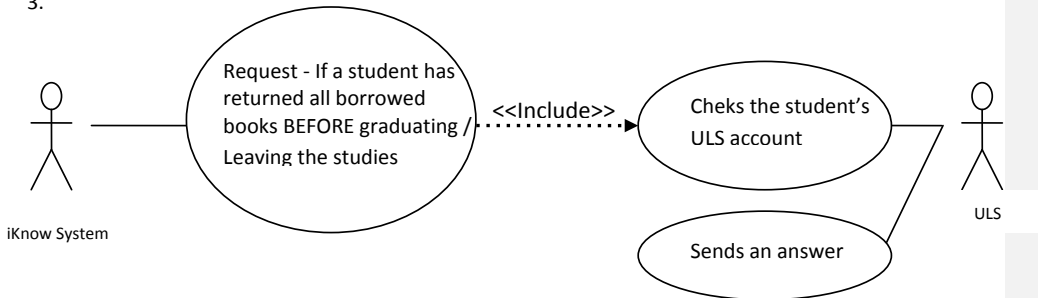 3.
Request - If a student has
returned all borrowed
books BEFORE graduating /
Leaving the studies
<<Include>>
Cheks the student's
ULS account
Sends an answer
iKnow System
ULS